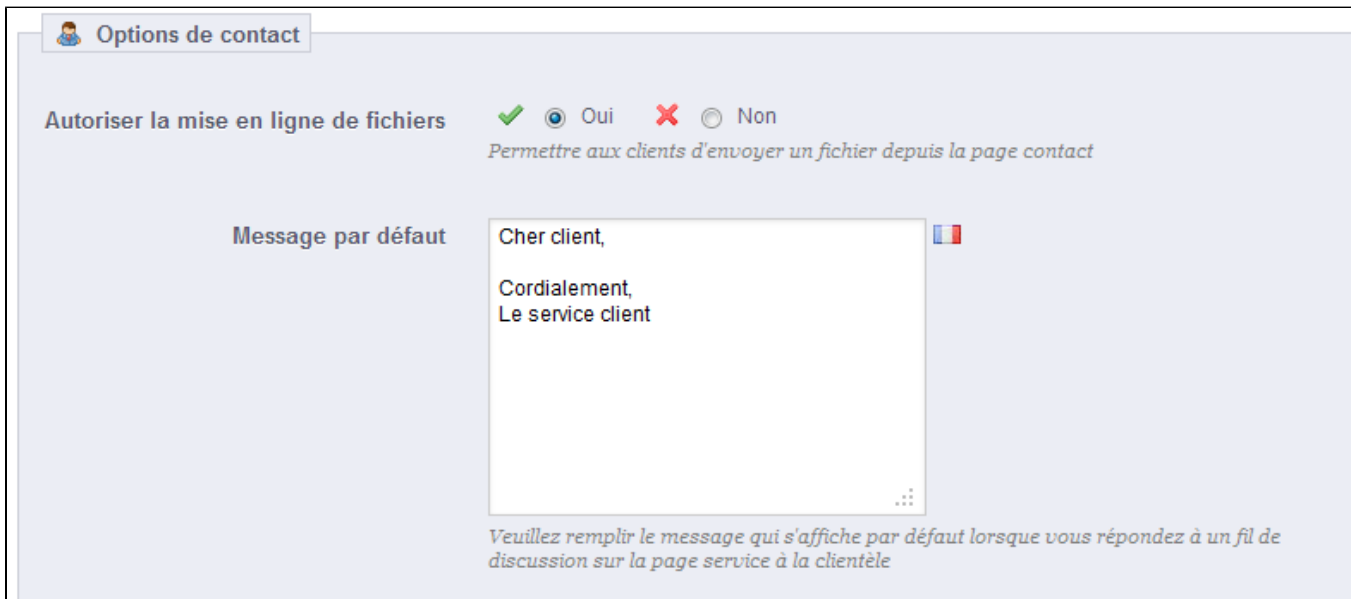 Options de contact
Autoriser la mise en ligne de fichiers
Oui
Non
Permettre aux clients d'envoyer un fichier depuis la page contact
Message par défaut
Cher client,
Cordialement,
Le service client
Veuillez remplir le message qui s'affiche par défaut lorsque vous répondez à un fil de
discussion sur la page service à la clientèle